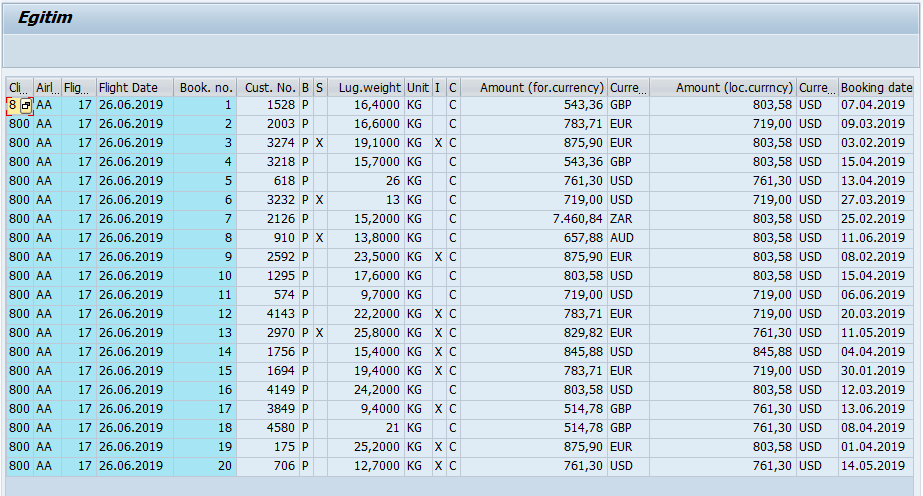 Egitim
Cli.. Airl.. Flig.. Flight Date Book. no. Cust. No. B S Lug.weight Unit I C Amount (for.currency) Curre... Amount (loc.currncy) Curre... Booking date
8 AA 17 26.06.2019 1 1528 P 16,4000 KG C 543,36 GBP 803,58 USD 07.04.2019
800 AA 17 26.06.2019 2 2003 P 16,6000 KG C 783,71 EUR 719,00 USD 09.03.2019
800 AA 17 26.06.2019 3 3274 P X 19,1000 KG X C 875,90 EUR 803,58 USD 03.02.2019
800 AA 17 26.06.2019 4 3218 P 15,7000 KG C 543,36 GBP 803,58 USD 15.04.2019
800 AA 17 26.06.2019 5 618 P 26 KG C 761,30 USD 761,30 USD 13.04.2019
800 AA 17 26.06.2019 6 3232 P X 13 KG C 719,00 USD 719,00 USD 27.03.2019
800 AA 17 26.06.2019 7 2126 P 15,2000 KG C 7.460,84 ZAR 803,58 USD 25.02.2019
800 AA 17 26.06.2019 8 910 P X 13,8000 KG C 657,88 AUD 803,58 USD 11.06.2019
800 AA 17 26.06.2019 9 2592 P 23,5000 KG X C 875,90 EUR 803,58 USD 08.02.2019
800 AA 17 26.06.2019 10 1295 P 17,6000 KG C 803,58 USD 803,58 USD 15.04.2019
800 AA 17 26.06.2019 11 574 P 9,7000 KG C 719,00 USD 719,00 USD 06.06.2019
800 AA 17 26.06.2019 12 4143 P 22,2000 KG X C 783,71 EUR 719,00 USD 20.03.2019
800 AA 17 26.06.2019 13 2970 P S 25,8000 KG X C 829,82 EUR 761,30 USD 11.05.2019
800 AA 17 26.06.2019 14 1756 P 15,4000 KG X C 845,88 USD 845,88 USD 04.04.2019
800 AA 17 26.06.2019 15 1694 P 19,4000 KG X C 783,71 EUR 719,00 USD 30.01.2019
800 AA 17 26.06.2019 16 4149 P 24,2000 KG C 803,58 USD 803,58 USD 12.03.2019
800 AA 17 26.06.2019 17 3849 P 9,4000 KG X C 514,78 GBP 761,30 USD 13.06.2019
800 AA 17 26.06.2019 18 4580 P 21 KG C 514,78 GBP 761,30 USD 08.04.2019
800 AA 17 26.06.2019 19 175 P 25,2000 KG X C 875,90 EUR 803,58 USD 01.04.2019
800 AA 17 26.06.2019 20 706 P 12,7000 KG X C 761,30 USD 761,30 USD 14.05.2019